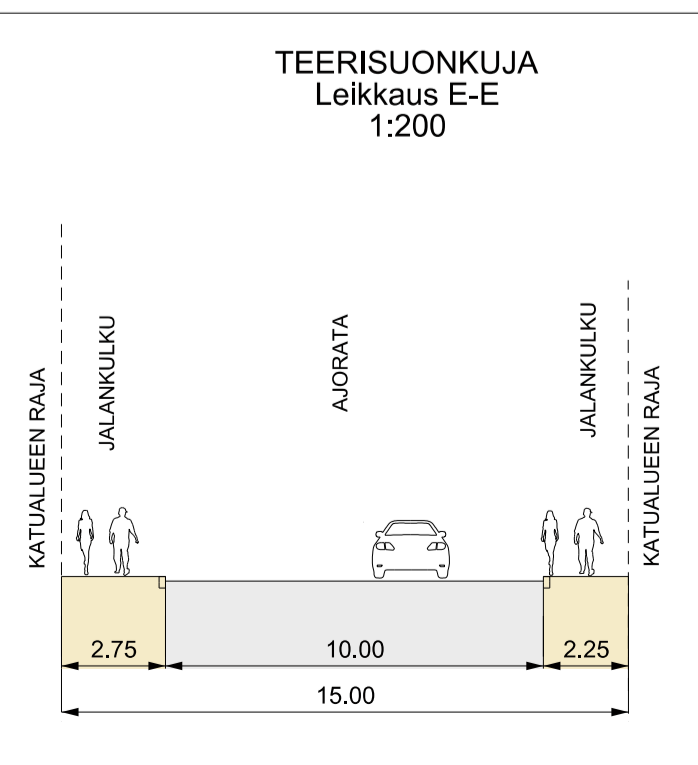 TEERISUONKUJA
Leikkaus E-E
1:200
KATUALUEEN RAJA
JALANKULKU
AJORATA
JALANKULKU
KATUALUEEN RAJA
2.75
10.00
2.25
15.00